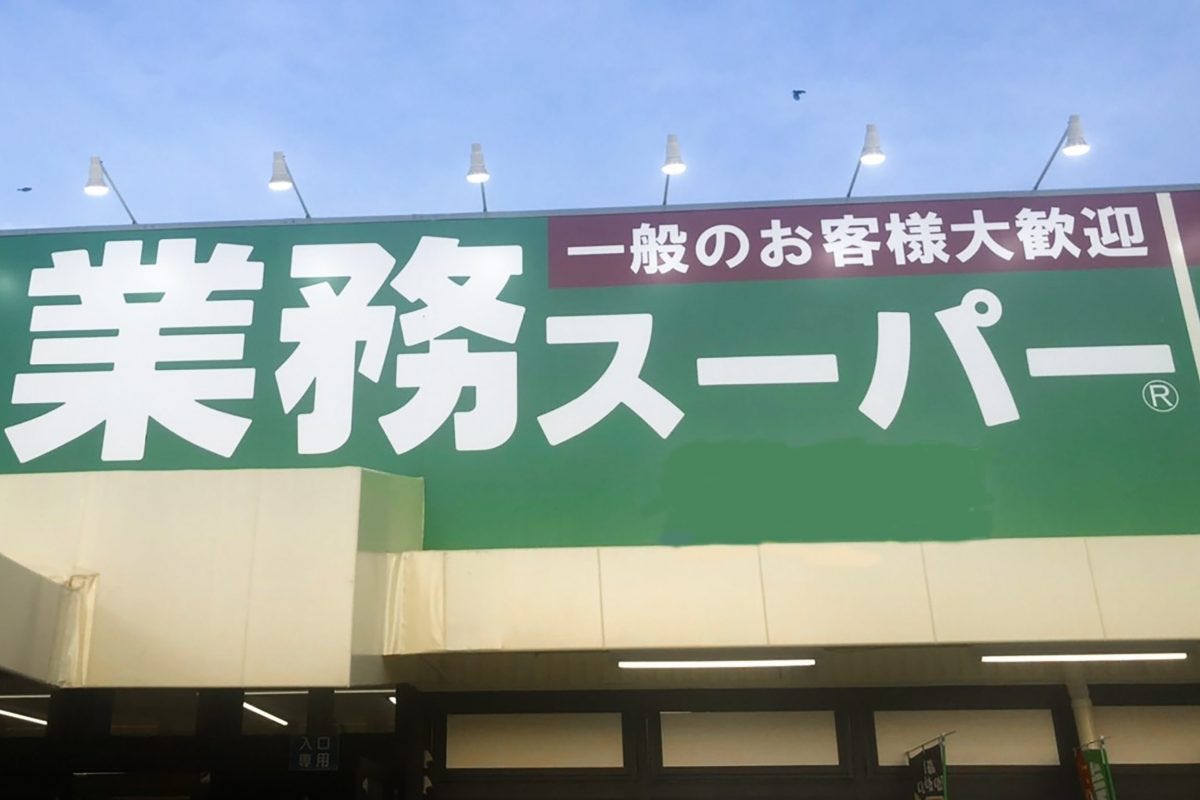 一般のお客様大歓迎
業務スーパー
®
入口
専用